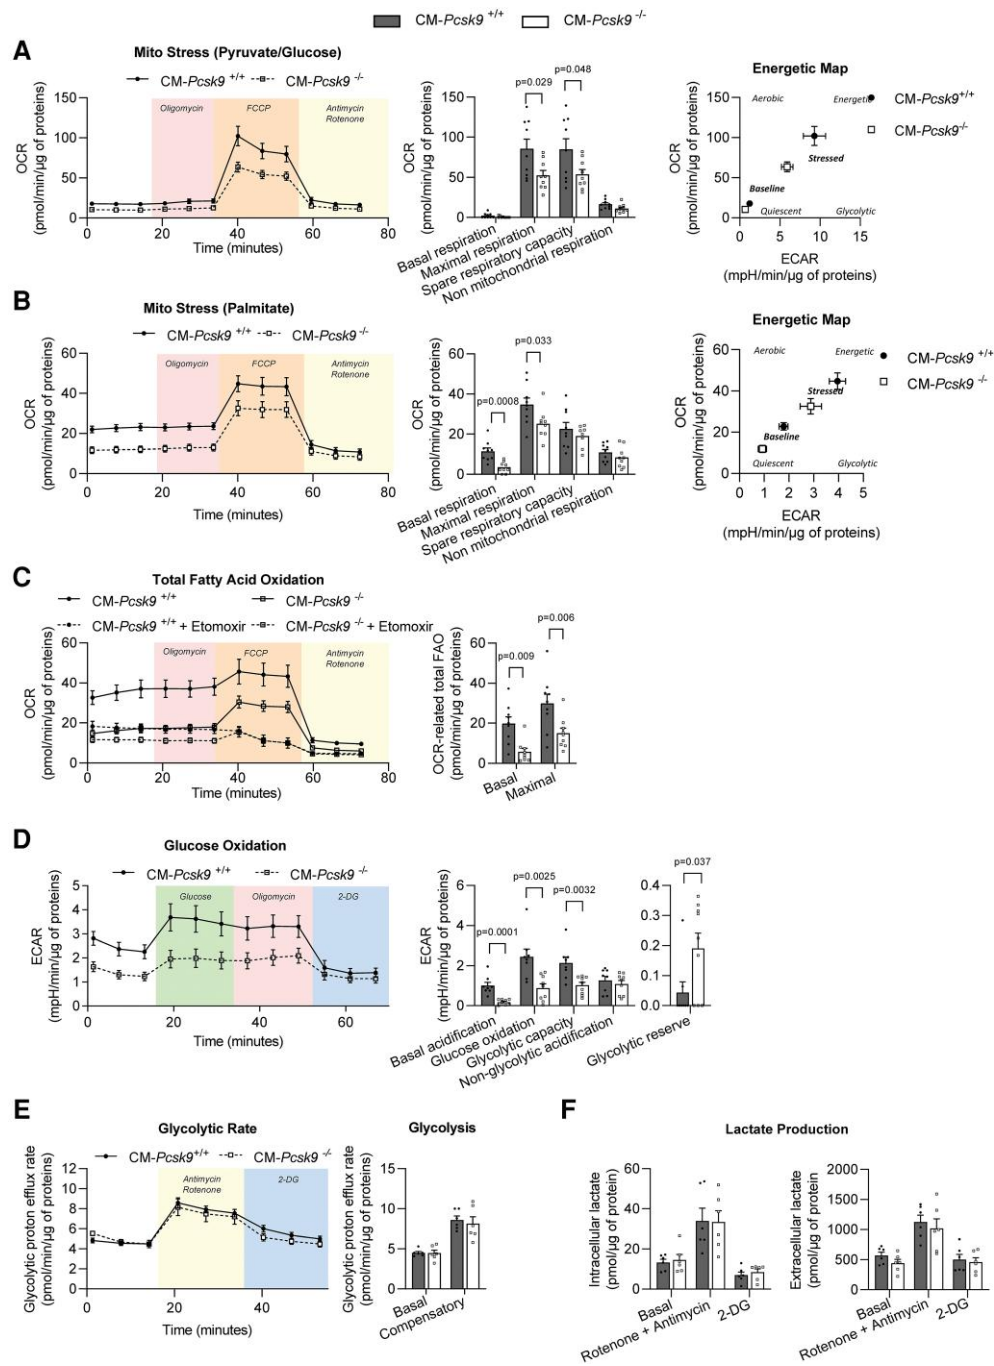 CM-Pcsk9 +/+ CM-Pcsk9 -/-
A
Mito Stress (Pyruvate/Glucose)
CM-Pcsk9 +/+ CM-Pcsk9 -/-
OCR
(pmol/min/µg of proteins)
150
100
50
0
Oligomycin
FCCP
Antimycin
Rotenone
0 20 40 60 80
Time (minutes)
OCR
(pmol/min/µg of proteins)
150
100
50
0
p=0.029
p=0.048
Basal respiration
Maximal respiration
Spare respiratory capacity
Non mitochondrial respiration
Energetic Map
OCR
(pmol/min/µg of proteins)
150
100
50
0
Aerobic
Energetic
Stressed
Baseline
Quiescent
Glycolytic
0 5 10 15
ECAR
(mpH/min/µg of proteins)
CM-Pcsk9+/+
CM-Pcsk9-/-
B
Mito Stress (Palmitate)
CM-Pcsk9 +/+ CM-Pcsk9 -/-
OCR
(pmol/min/µg of proteins)
60
40
20
0
Oligomycin
FCCP
Antimycin
Rotenone
0 20 40 60 80
Time (minutes)
OCR
(pmol/min/µg of proteins)
60
40
20
0
p=0.0008
p=0.033
Basal respiration
Maximal respiration
Spare respiratory capacity
Non mitochondrial respiration
Energetic Map
OCR
(pmol/min/µg of proteins)
60
40
20
0
Aerobic
Energetic
Stressed
Baseline
Quiescent
Glycolytic
0 1 2 3 4 5
ECAR
(mpH/min/µg of proteins)
CM-Pcsk9 +/+
CM-Pcsk9 -/-
C
Total Fatty Acid Oxidation
CM-Pcsk9 +/+ CM-Pcsk9 -/-
CM-Pcsk9 +/+ + Etomoxir CM-Pcsk9 -/- + Etomoxir
OCR
(pmol/min/µg of proteins)
60
40
20
0
Oligomycin
FCCP
Antimycin
Rotenone
0 20 40 60 80
Time (minutes)
OCR-related total FAO
(pmol/min/µg of proteins)
60
40
20
0
p=0.009
p=0.006
Basal
Maximal
D
Glucose Oxidation
CM-Pcsk9 +/+ CM-Pcsk9 -/-
ECAR
(mpH/min/µg of proteins)
5
4
3
2
1
0
Glucose
Oligomycin
2-DG
0 20 40 60
Time (minutes)
ECAR
(mpH/min/µg of proteins)
6
4
2
0
p=0.0001
p=0.0025
p=0.0032
Basal acidification
Glucose oxidation
Glycolytic capacity
Non-glycolytic acidification
0.4
0.3
0.2
0.1
0.0
p=0.037
Glycolytic reserve
E
Glycolytic Rate
CM-Pcsk9+/+ CM-Pcsk9 -/-
Glycolytic proton efflux rate
(pmol/min/µg of proteins)
12
10
8
6
4
2
0
Antimycin
Rotenone
2-DG
0 20 40
Time (minutes)
Glycolysis
Glycolytic proton efflux rate
(pmol/min/µg of proteins)
15
10
5
0
Basal
Compensatory
F
Lactate Production
Intracellular lactate
(pmol/µg of protein)
60
40
20
0
Basal
Rotenone + Antimycin
2-DG
Extracellular lactate
(pmol/µg of protein
2000
1500
1000
500
0
Basal
Rotenone + Antimycin
2-DG